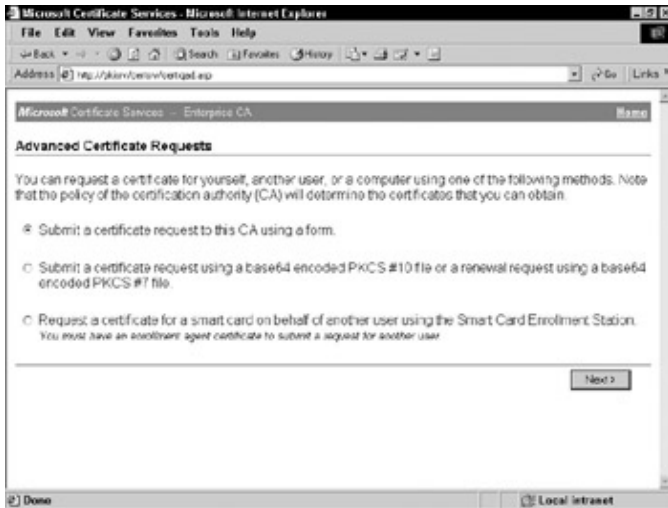 Microsoft Certificate Services - Microsoft Internet Explorer
File Edit View Favorites Tools Help
Back Search Favorites History
Address Go Links
Microsoft Certificate Services -- Enterprise CA Home
Advanced Certificate Requests
You can request a certificate for yourself, another user, or a computer using one of the following methods. Note
that the policy of the certification authority (CA) will determine the certificates that you can obtain.
Submit a certificate request to this CA using a form.
Submit a certificate request using a base64 encoded PKCS #10 file or a renewal request using a base64
encoded PKCS #7 file.
Request a certificate for a smart card on behalf of another user using the Smart Card Enrollment Station.
You must have an enrollment agent certificate to submit a request for another user.
Next >
Done Local intranet